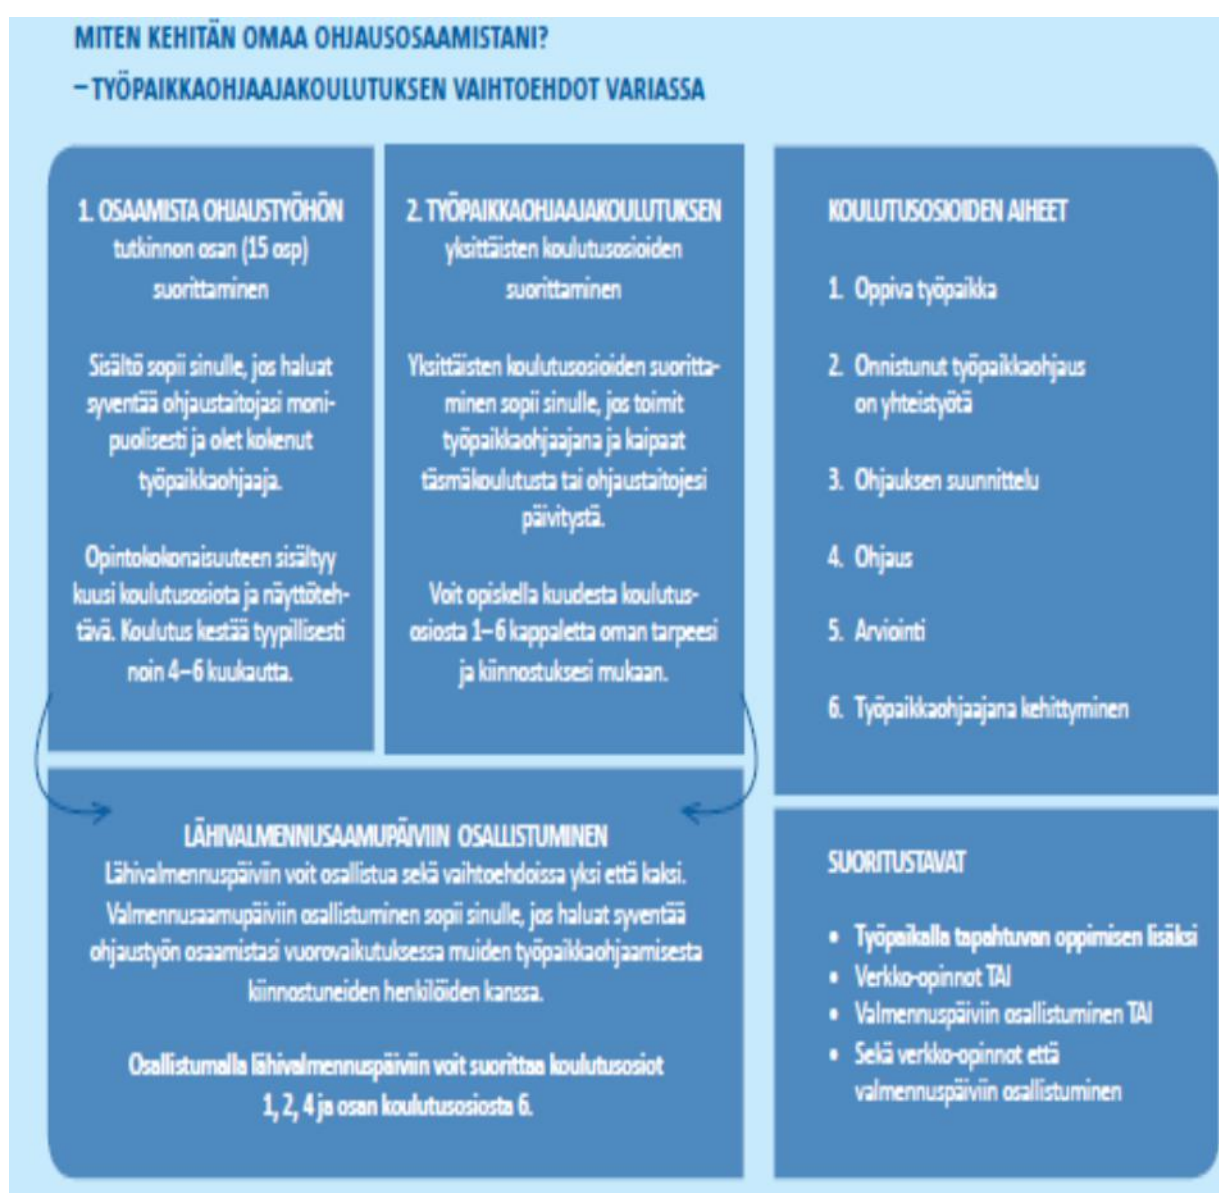 MITEN KEHITÄN OMAA OHJAUSOSAAMISTANI?
– TYÖPAIKKAOHJAAJAKOULUTUKSEN VAIHTOEHDOT VARIASSA
1. OSAAMISTA OHJAUSTYÖHÖN
tutkinnon osan (15 osp)
suorittaminen
Sisältö sopii sinulle, jos haluat
syventää ohjaustaitojasi moni-
puolisesti ja olet kokenut
työpaikkaohjaaja.
Opintokokonaisuuteen sisältyy
kuusi koulutusosiota ja näyttöteh-
tävä. Koulutus kestää tyypillisesti
noin 4–6 kuukautta.
2. TYÖPAIKKAOHJAAJAKOULUTUKSEN
yksittäisten koulutusosioiden
suorittaminen
Yksittäisten koulutusosioiden suoritta-
minen sopii sinulle, jos toimit
työpaikkaohjaajana ja kaipaat
täsmäkoulutusta tai ohjaustaitojesi
päivitystä.
Voit opiskella kuudesta koulutus-
osiosta 1–6 kappaletta oman tarpeesi
ja kiinnostuksesi mukaan.
LÄHIVALMENNUSAAMUPÄIVIIN OSALLISTUMINEN
Lähivalmennuspäiviin voit osallistua sekä vaihtoehdoissa yksi että kaksi.
Valmennusaamupäiviin osallistuminen sopii sinulle, jos haluat syventää
ohjaustyön osaamistasi vuorovaikutuksessa muiden työpaikkaohjaamisesta
kiinnostuneiden henkilöiden kanssa.
Osallistumalla lähivalmennuspäiviin voit suorittaa koulutusosiot
1, 2, 4 ja osan koulutusosiosta 6.
KOULUTUSOSIOIDEN AIHEET
1. Oppiva työpaikka
2. Onnistunut työpaikkaohjaus
on yhteistyötä
3. Ohjauksen suunnittelu
4. Ohjaus
5. Arviointi
6. Työpaikkaohjaajana kehittyminen
SUORITUSTAVAT
• Työpaikalla tapahtuvan oppimisen lisäksi
• Verkko-opinnot TAI
• Valmennuspäiviin osallistuminen TAI
• Sekä verkko-opinnot että
valmennuspäiviin osallistuminen